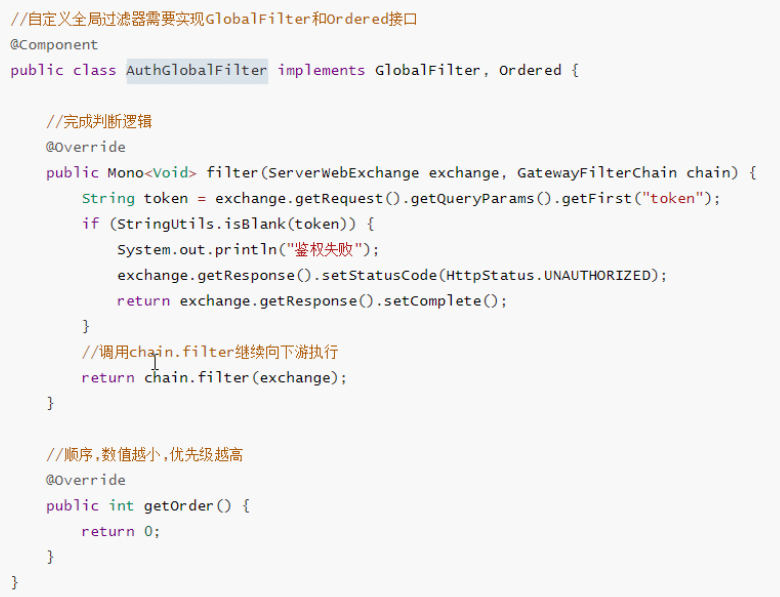 //自定义全局过滤器需要实现GlobalFilter和Ordered接口
@Component
public class AuthGlobalFilter implements GlobalFilter, Ordered {
//完成判断逻辑
@Override
public Mono<Void> filter(ServerWebExchange exchange, GatewayFilterChain chain) {
String token = exchange.getRequest().getQueryParams().getFirst("token");
if (StringUtils.isBlank(token)) {
System.out.println("鉴权失败");
exchange.getResponse().setStatusCode(HttpStatus.UNAUTHORIZED);
return exchange.getResponse().setComplete();
}
//调用chain.filter继续向下游执行
return chain.filter(exchange);
}
//顺序,数值越小,优先级越高
@Override
public int getOrder() {
return 0;
}
}